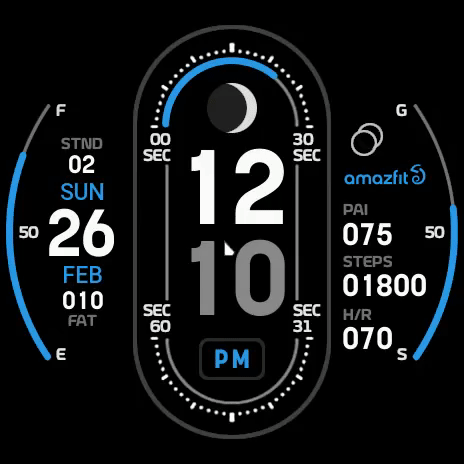 F
STND
02
SUN
50
26
FEB
010
FAT
E
00
SEC
30
SEC
12
10
SEC
60
SEC
31
PM
G
amazfit
PAI
075
50
STEPS
01800
H/R
070
S